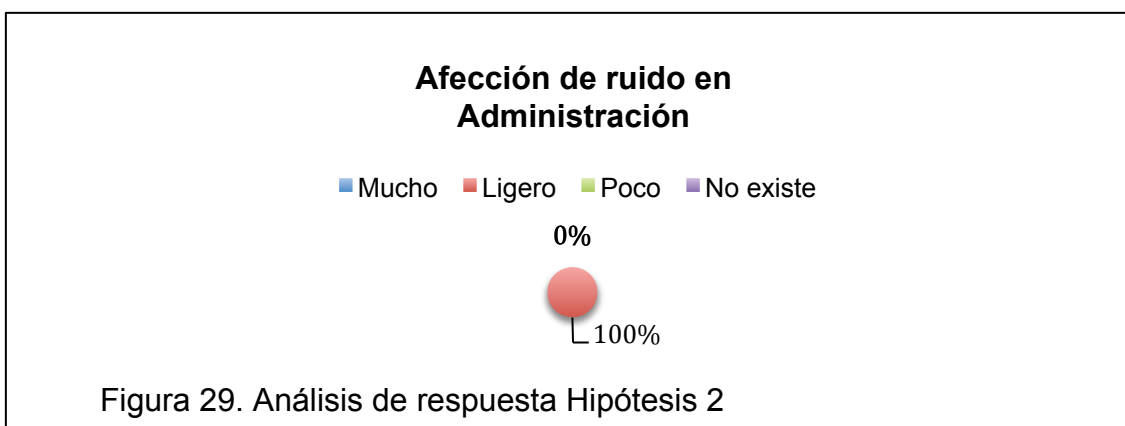 Afección de ruido en
Administración
Mucho Ligero Poco No existe
0%
100%
Figura 29. Análisis de respuesta Hipótesis 2